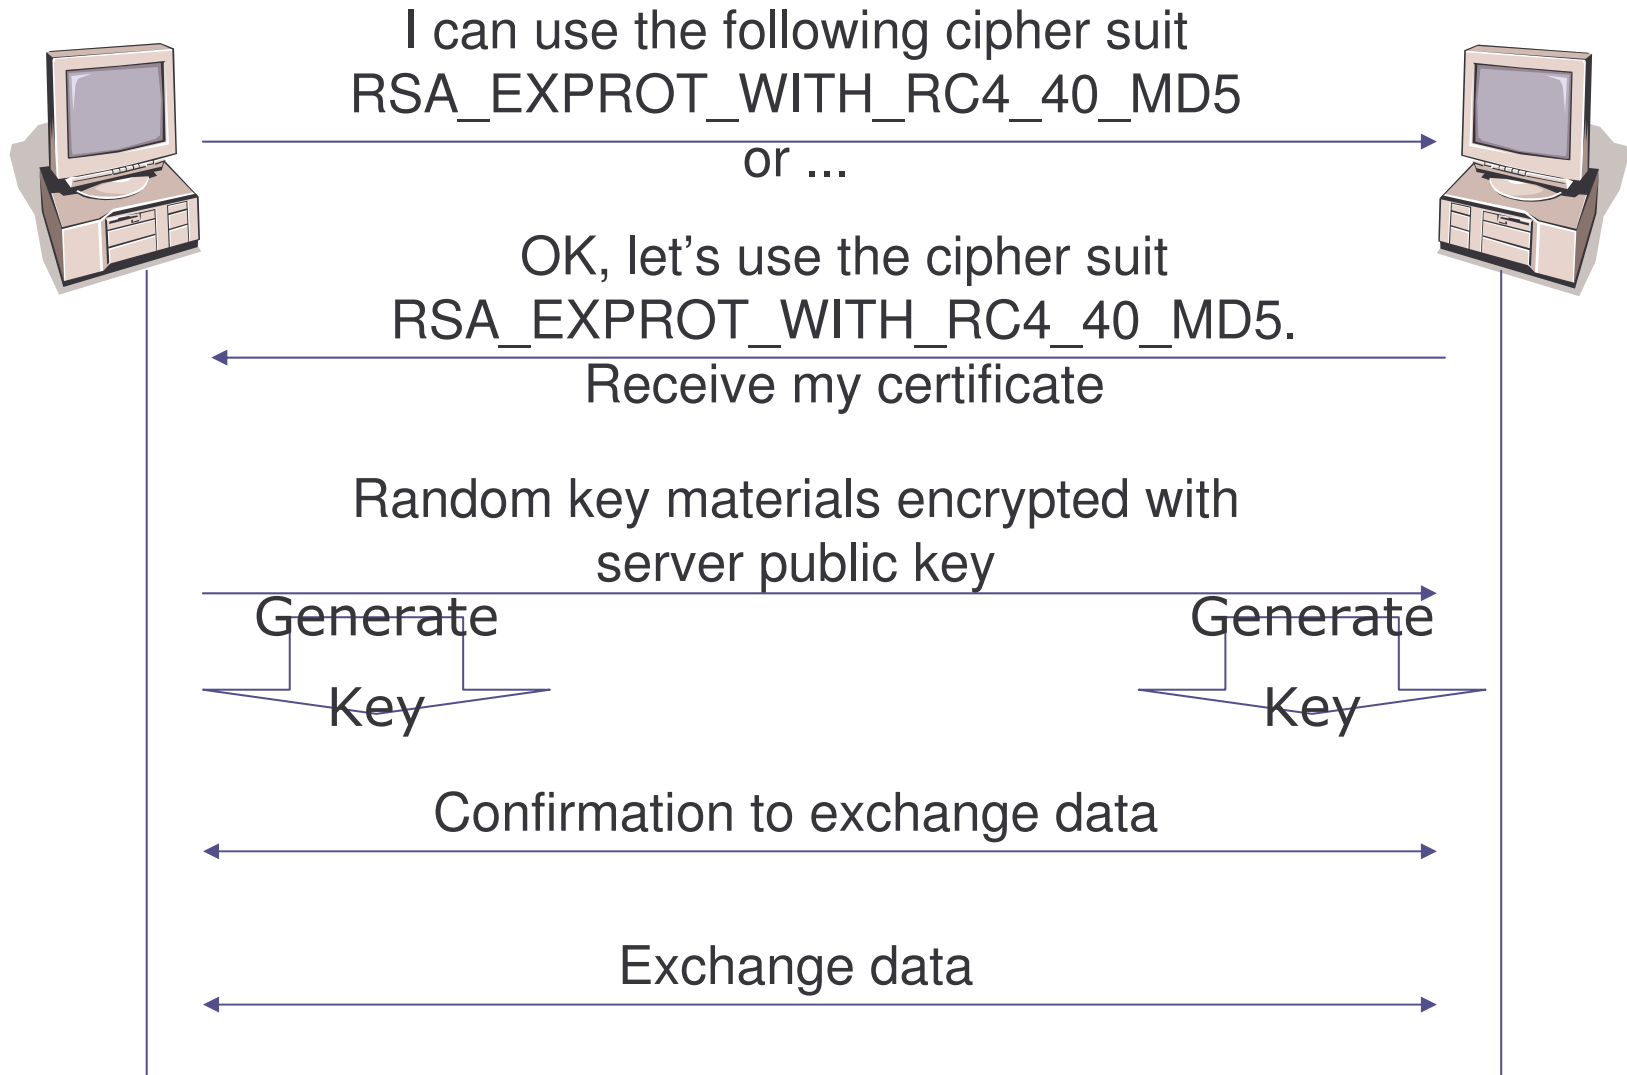 I can use the following cipher suit
RSA_EXPROT_WITH_RC4_40_MD5
or ...
OK, let's use the cipher suit
RSA_EXPROT_WITH_RC4_40_MD5.
Receive my certificate
Random key materials encrypted with
server public key
Generate
Key
Generate
Key
Confirmation to exchange data
Exchange data